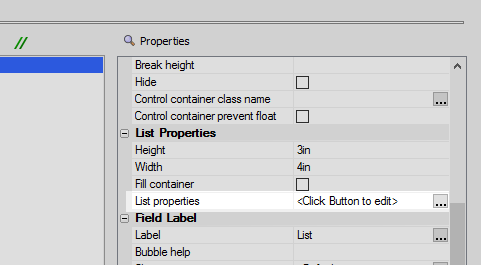 //
Properties
Break height
Hide
Control container class name ...
Control container prevent float
List Properties
Height 3in
Width 4in
Fill container
List properties <Click Button to edit> ...
Field Label
Label List ...
Bubble help